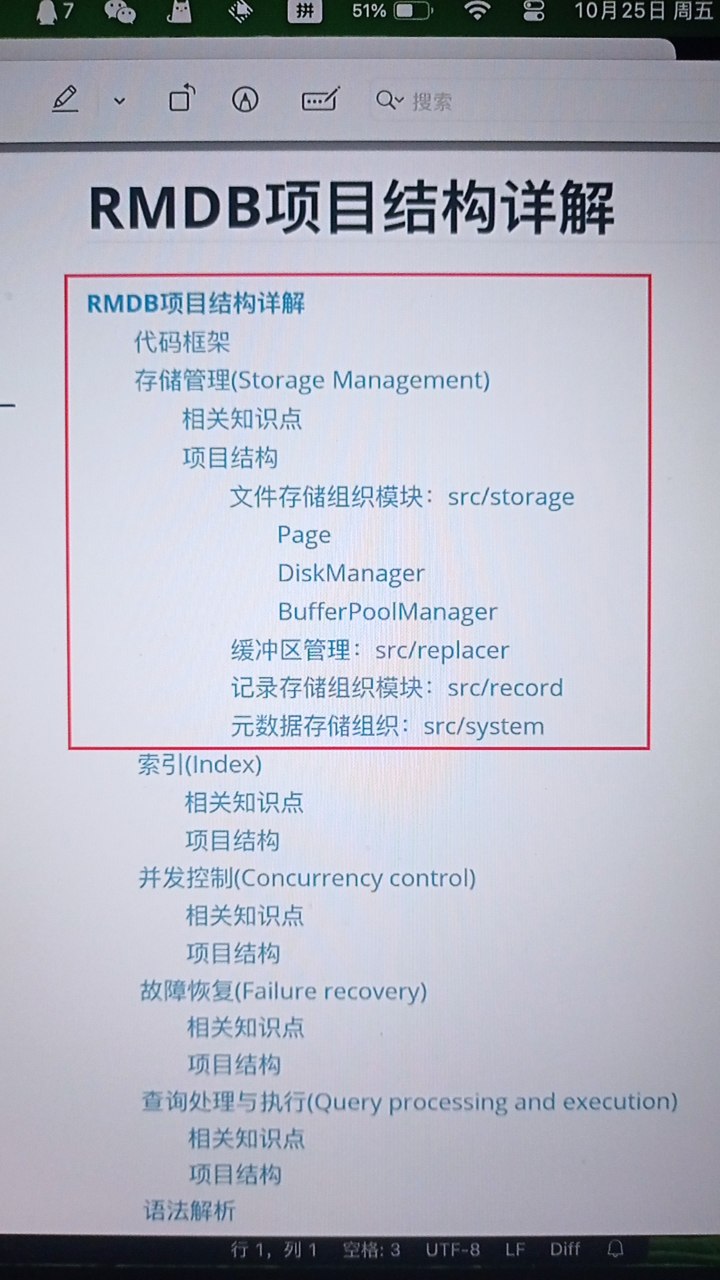 7
拼
51%
10月25日 周五
搜索
RMDB项目结构详解
RMDB项目结构详解
代码框架
存储管理(Storage Management)
相关知识点
项目结构
文件存储组织模块：src/storage
Page
DiskManager
BufferPoolManager
缓冲区管理：src/replacer
记录存储组织模块：src/record
元数据存储组织：src/system
索引(Index)
相关知识点
项目结构
并发控制(Concurrency control)
相关知识点
项目结构
故障恢复(Failure recovery)
相关知识点
项目结构
查询处理与执行(Query processing and execution)
相关知识点
项目结构
语法解析
行 1，列 1 空格: 3 UTF-8 LF Diff